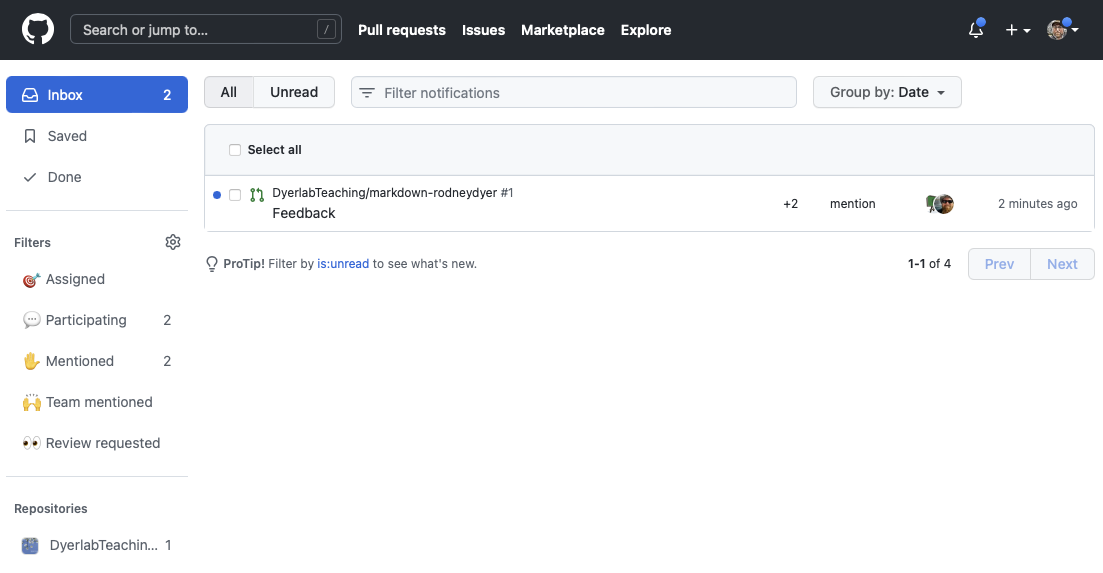 Search or jump to... / Pull requests Issues Marketplace Explore
Inbox 2
Saved
Done
Filters
Assigned
Participating 2
Mentioned 2
Team mentioned
Review requested
Repositories
DyerlabTeachin... 1
All Unread Filter notifications Group by: Date
Select all
DyerlabTeaching/markdown-rodneydyer #1
Feedback
+2 mention 2 minutes ago
ProTip! Filter by is:unread to see what's new.
1-1 of 4 Prev Next